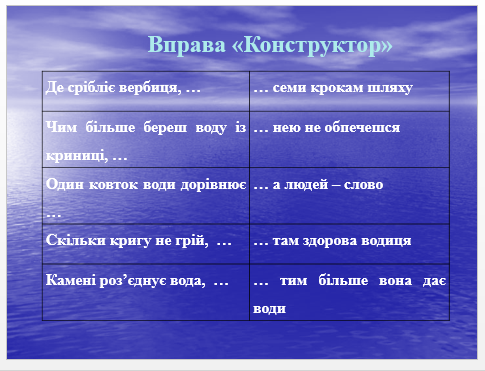 Вправа «Конструктор»
Де срібліє вербиця, …
… семи крокам шляху
Чим більше береш воду із
криниці, …
… нею не обпечешся
Один ковток води дорівнює
…
… а людей – слово
Скільки кригу не грій, …
… там здорова водиця
Камені роз’єднує вода, …
… тим більше вона дає
води